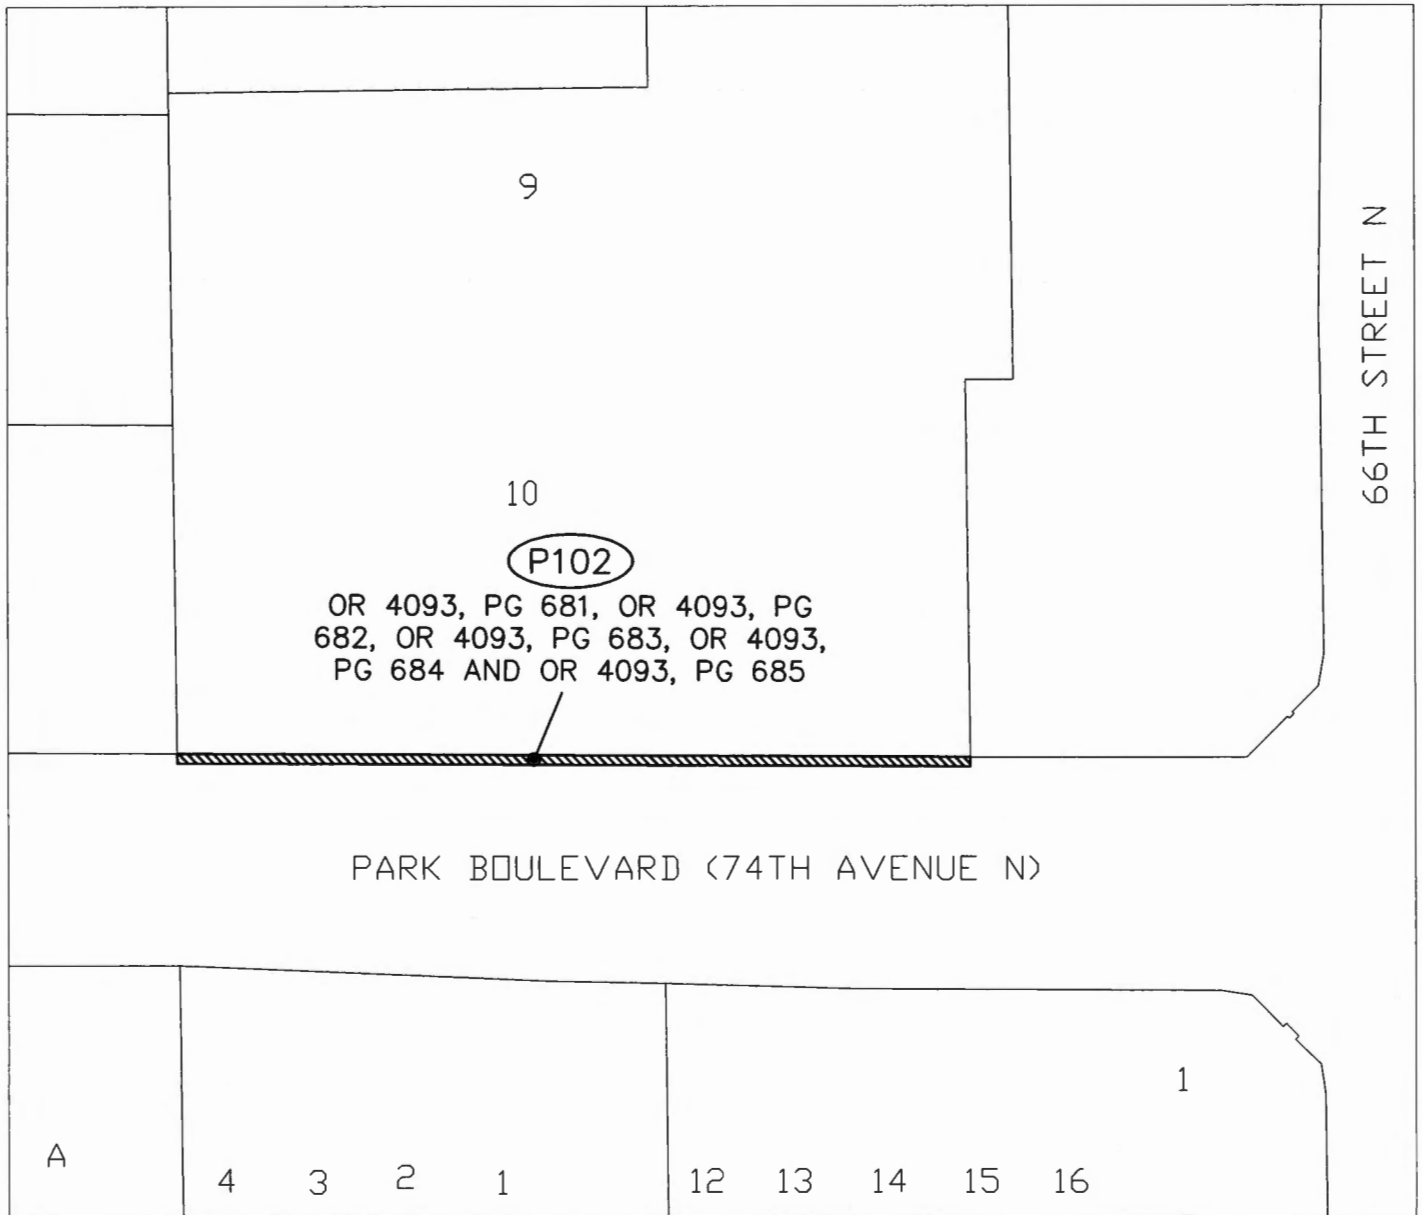 9
66TH STREET N
10
P102
OR 4093, PG 681, OR 4093, PG
682, OR 4093, PG 683, OR 4093,
PG 684 AND OR 4093, PG 685
PARK BOULEVARD (74TH AVENUE N)
1
A
4 3 2 1 12 13 14 15 16